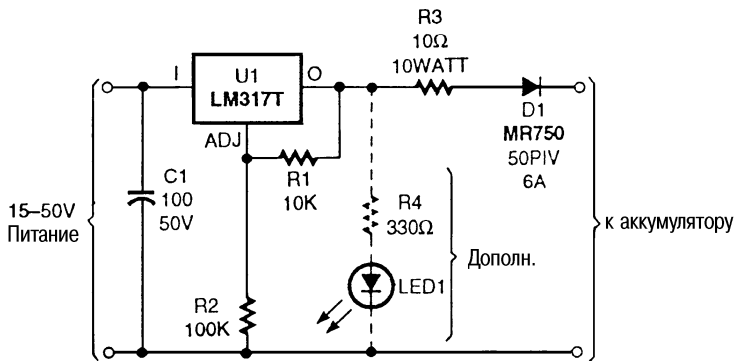 R3
10Ω
10WATT
I
U1
LM317T
O
ADJ
D1
MR750
50PIV
6A
C1
100
50V
R1
10K
R4
330Ω
15–50V
Питание
к аккумулятору
Дополн.
LED1
R2
100K